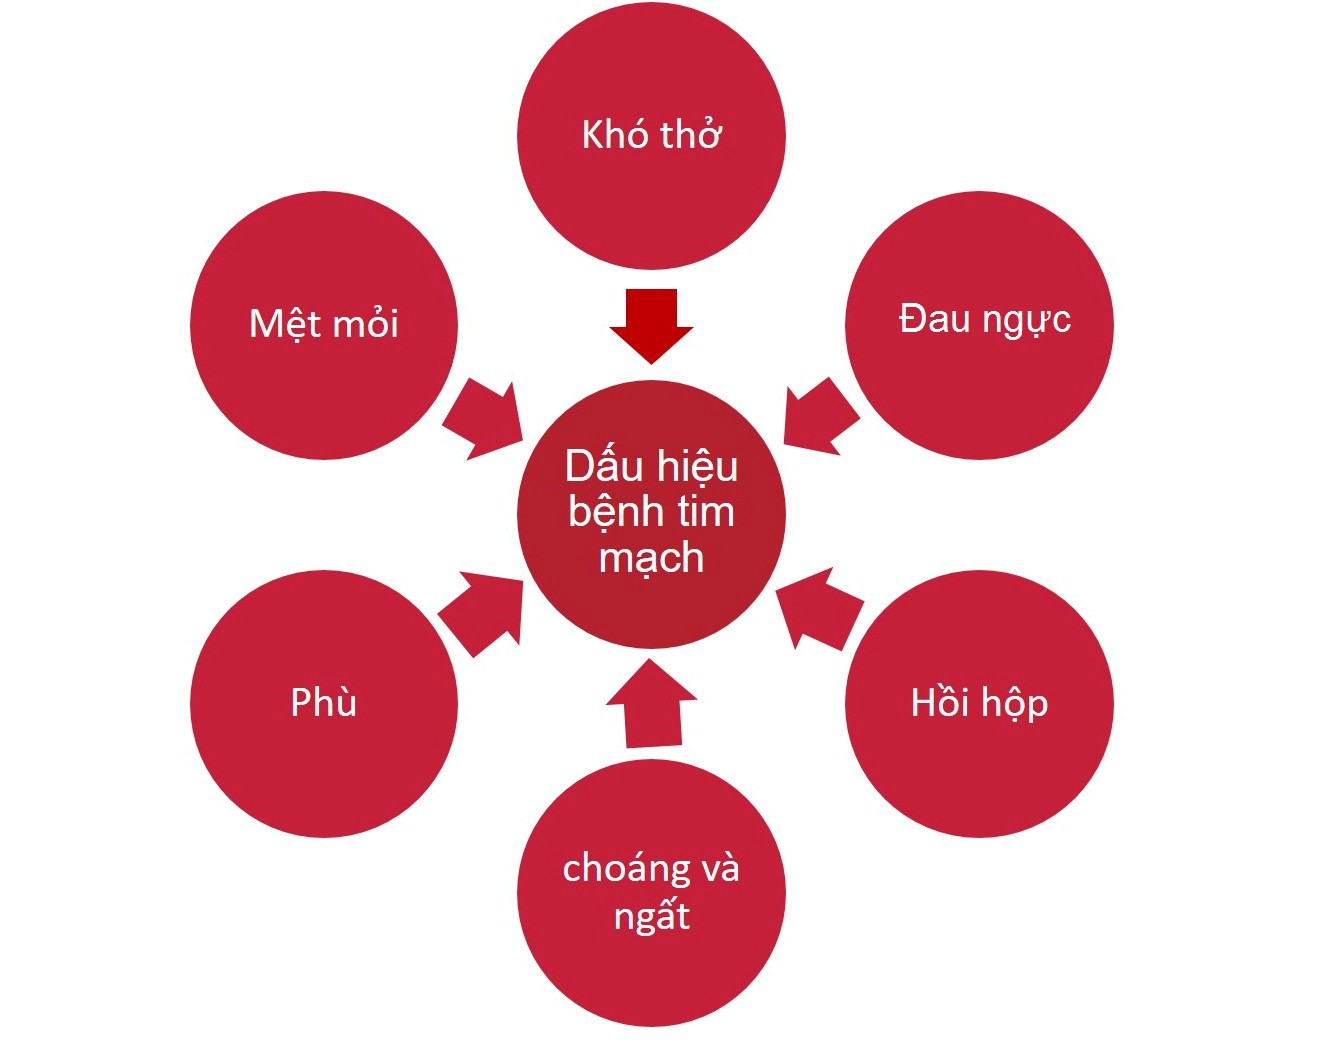 Khó thở
Mệt mỏi
Đau ngực
Dấu hiệu
bệnh tim
mạch
Phù
Hồi hộp
choáng và
ngất